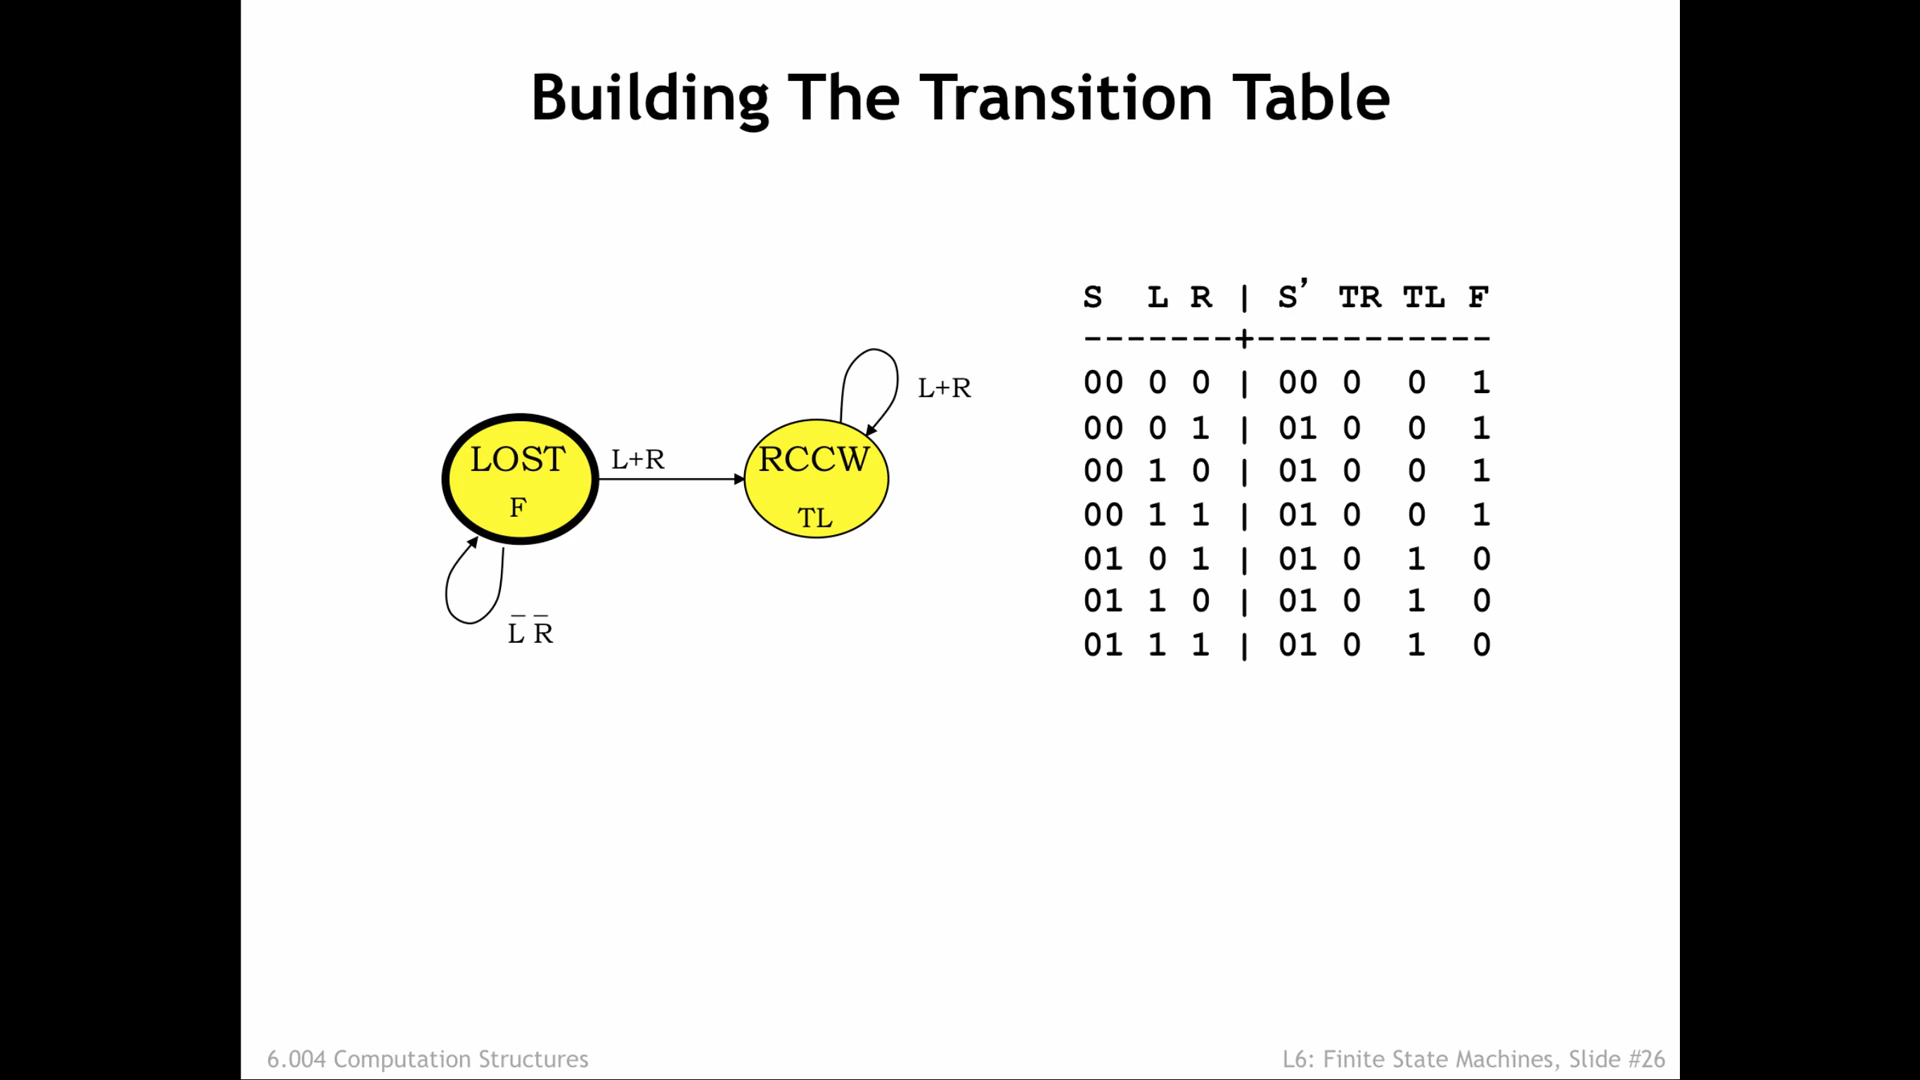 Building The Transition Table
S L R | S’ TR TL F
-------+-----------
00 0 0 | 00 0 0 1
00 0 1 | 01 0 0 1
00 1 0 | 01 0 0 1
00 1 1 | 01 0 0 1
01 0 1 | 01 0 1 0
01 1 0 | 01 0 1 0
01 1 1 | 01 0 1 0
L+R
LOST
F
L+R
RCCW
TL
L̅ R̅
6.004 Computation Structures
L6: Finite State Machines, Slide #26